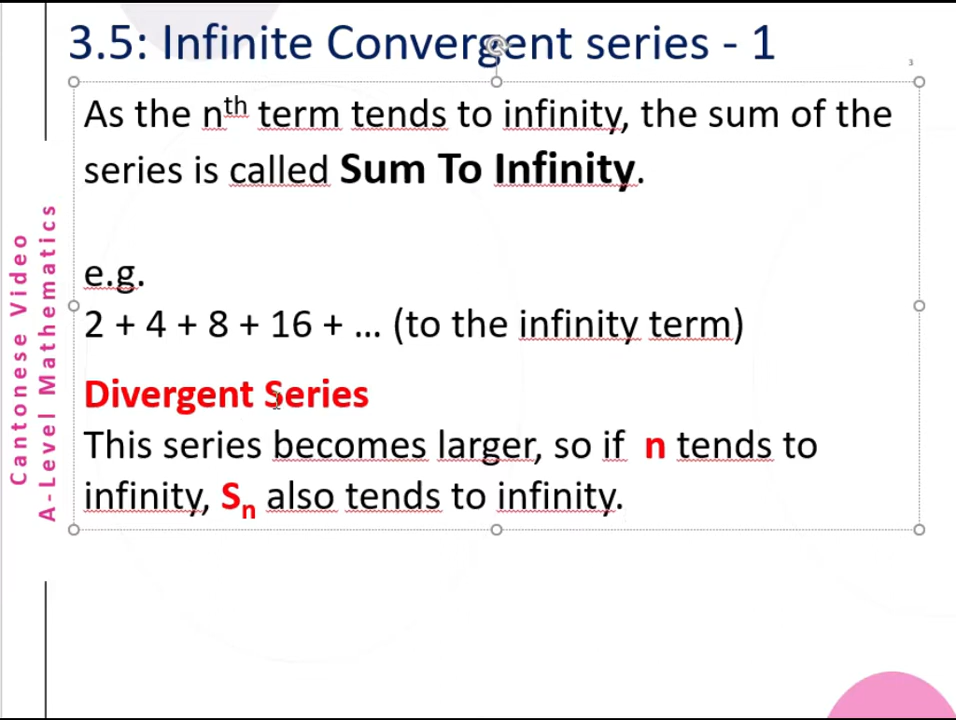 3.5: Infinite Convergent series - 1
3
As the nth term tends to infinity, the sum of the
series is called Sum To Infinity.
e.g.
2 + 4 + 8 + 16 + ... (to the infinity term)
Divergent Series
This series becomes larger, so if n tends to
infinity, Sn also tends to infinity.
Cantonese Video
A-Level Mathematics